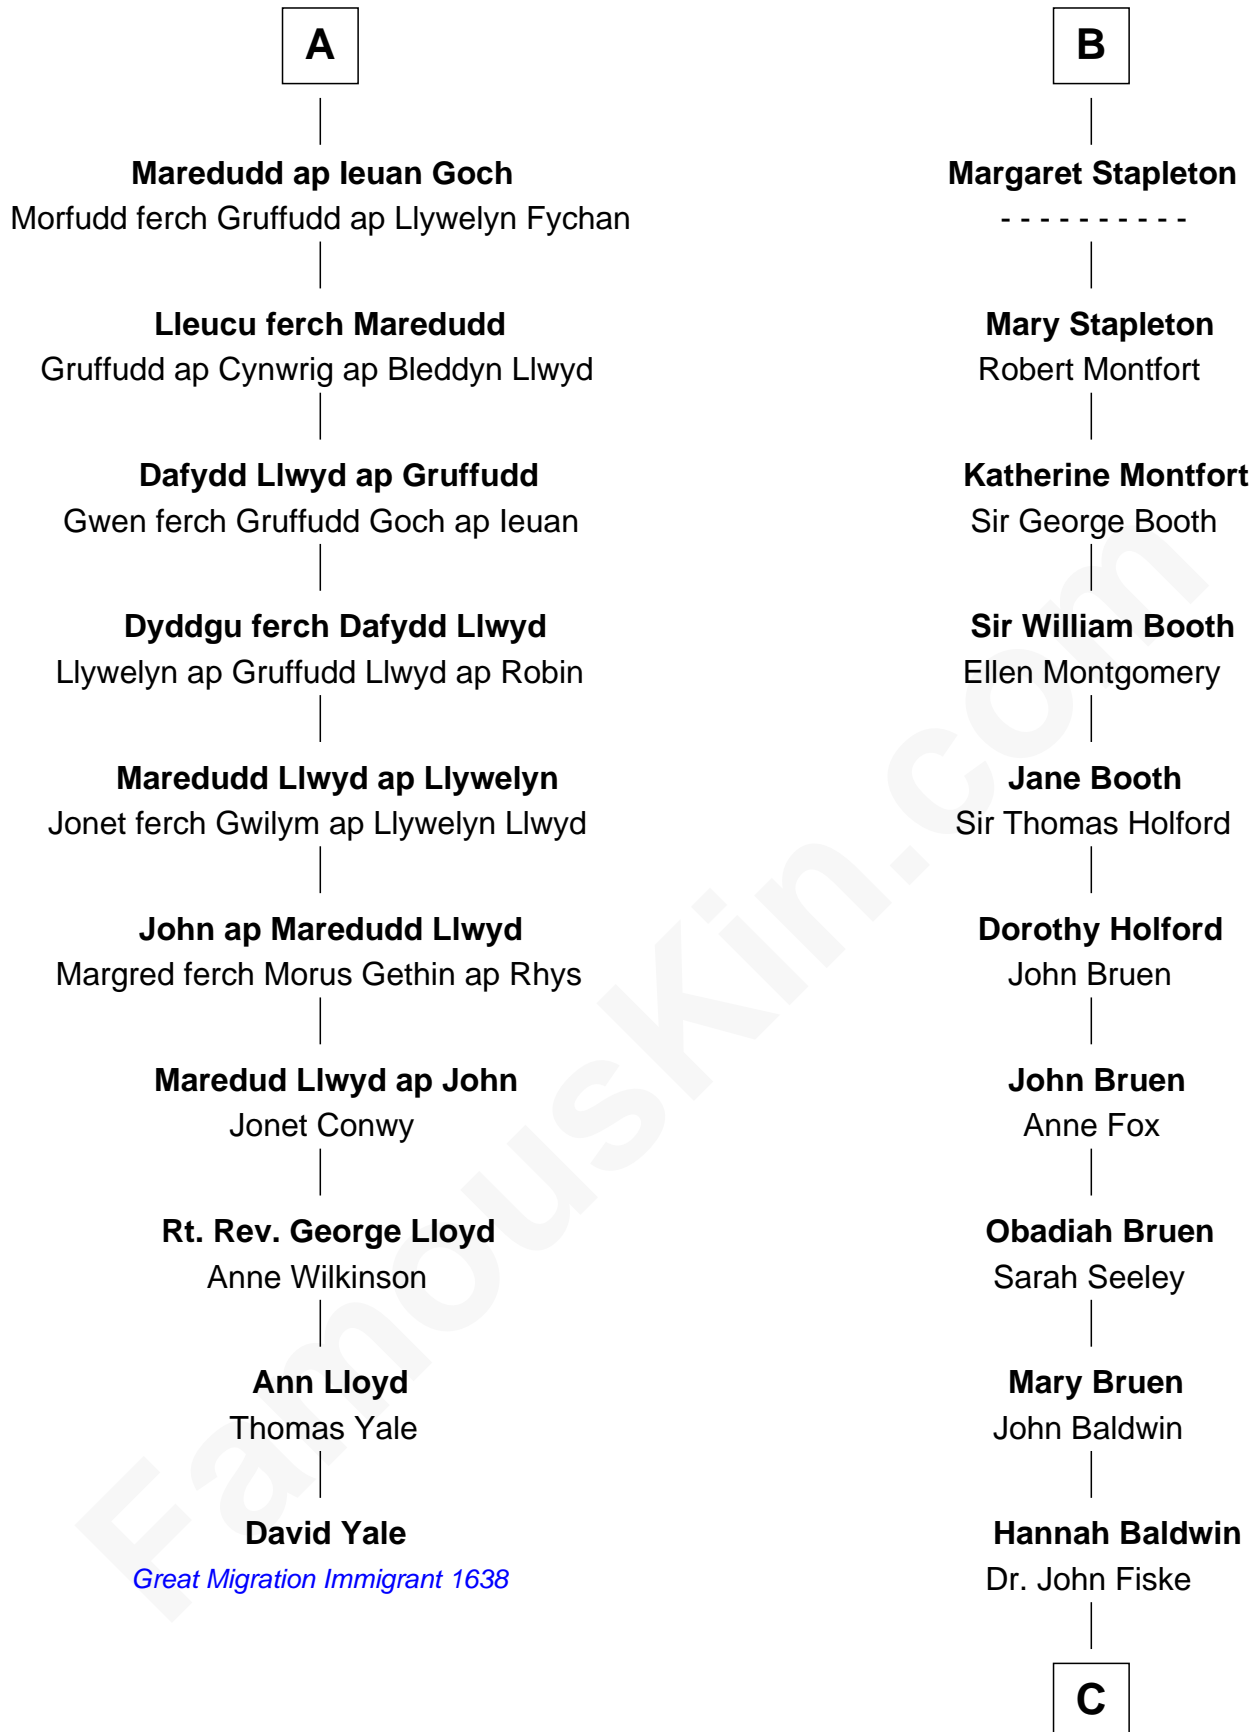 A
Maredudd ap Ieuan Goch
Morfudd ferch Gruffudd ap Llywelyn Fychan
Lleucu ferch Maredudd
Gruffudd ap Cynwrig ap Bleddyn Llwyd
Dafydd Llwyd ap Gruffudd
Gwen ferch Gruffudd Goch ap Ieuan
Dyddgu ferch Dafydd Llwyd
Llywelyn ap Gruffudd Llwyd ap Robin
Maredudd Llwyd ap Llywelyn
Jonet ferch Gwilym ap Llywelyn Llwyd
John ap Maredudd Llwyd
Margred ferch Morus Gethin ap Rhys
Maredud Llwyd ap John
Jonet Conwy
Rt. Rev. George Lloyd
Anne Wilkinson
Ann Lloyd
Thomas Yale
David Yale
Great Migration Immigrant 1638
B
Margaret Stapleton
- - - - - - - - - -
Mary Stapleton
Robert Montfort
Katherine Montfort
Sir George Booth
Sir William Booth
Ellen Montgomery
Jane Booth
Sir Thomas Holford
Dorothy Holford
John Bruen
John Bruen
Anne Fox
Obadiah Bruen
Sarah Seeley
Mary Bruen
John Baldwin
Hannah Baldwin
Dr. John Fiske
C
FamousKin.com